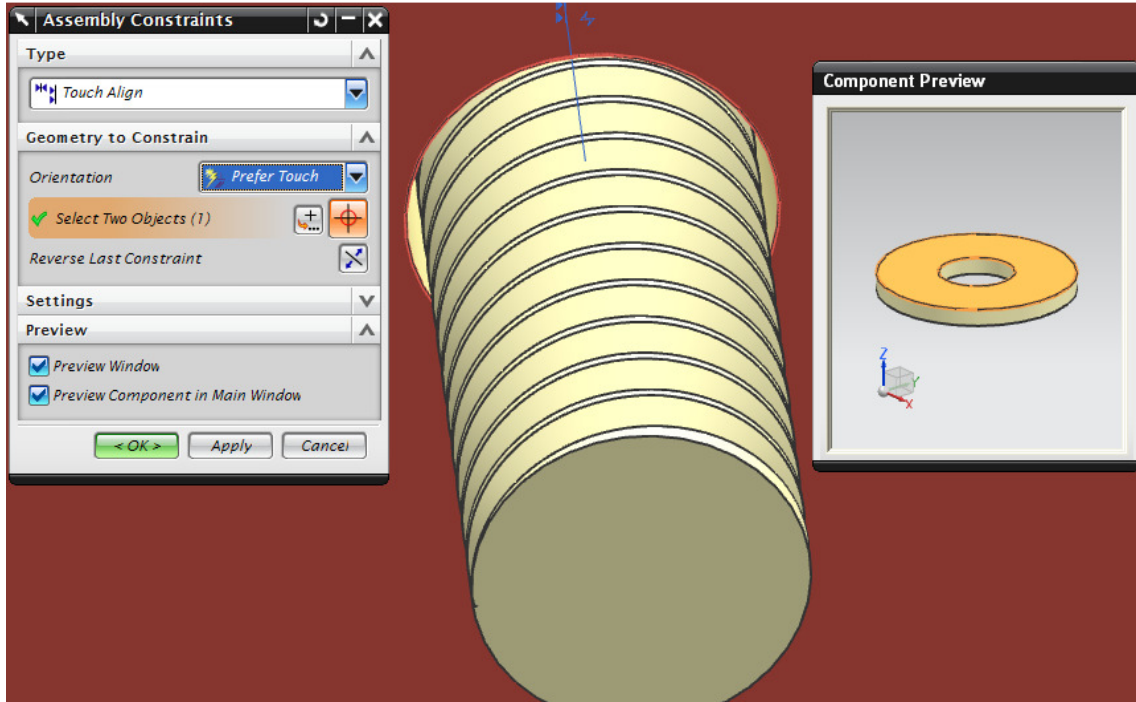 Assembly Constraints
Type
Touch Align
Geometry to Constrain
Orientation Prefer Touch
Select Two Objects (1)
Reverse Last Constraint
Settings
Preview
Preview Window
Preview Component in Main Window
< OK > Apply Cancel
Component Preview
Z
Y
X